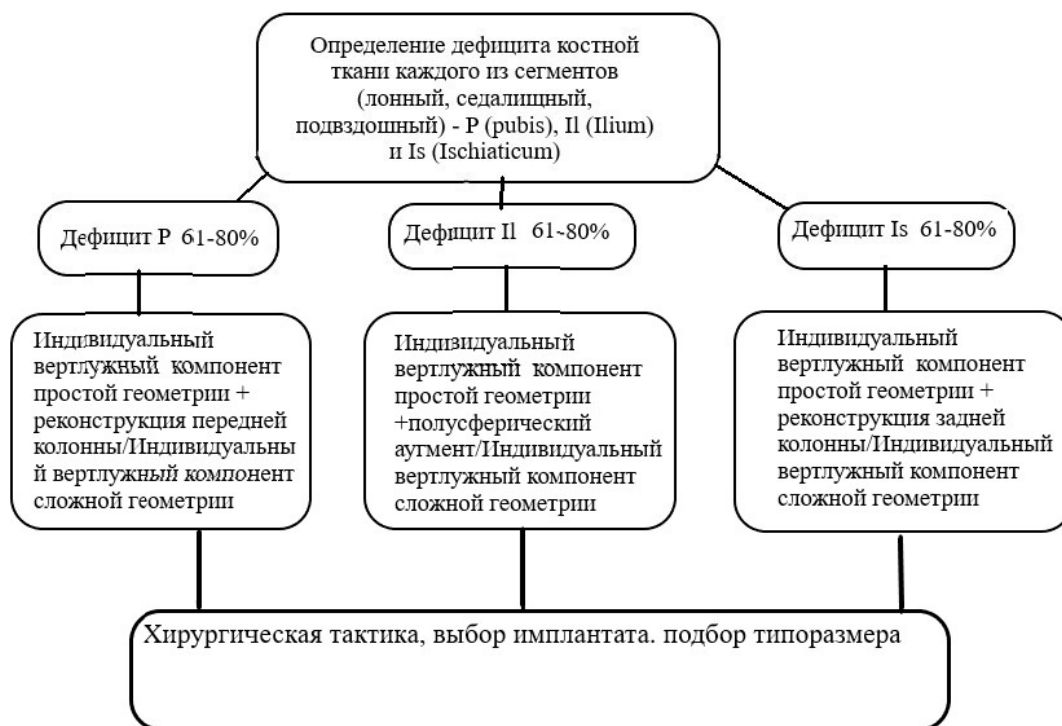 Определение дефицита костной
ткани каждого из сегментов
(лонный, седалищный,
подвздошный) - P (pubis), Il (Ilium)
и Is (Ischiaticum)
Дефицит P 61-80%
Дефицит Il 61-80%
Дефицит Is 61-80%
Индивидуальный
вертлужный компонент
простой геометрии +
реконструкция передней
колонны/Индивидуальны
й вертлужный компонент
сложной геометрии
Индивидуальный
вертлужный компонент
простой геометрии
+полусферический
аугмент/Индивидуальный
вертлужный компонент
сложной геометрии
Индивидуальный
вертлужный компонент
простой геометрии +
реконструкция задней
колонны/Индивидуальный
вертлужный компонент
сложной геометрии
Хирургическая тактика, выбор имплантата. подбор типоразмера